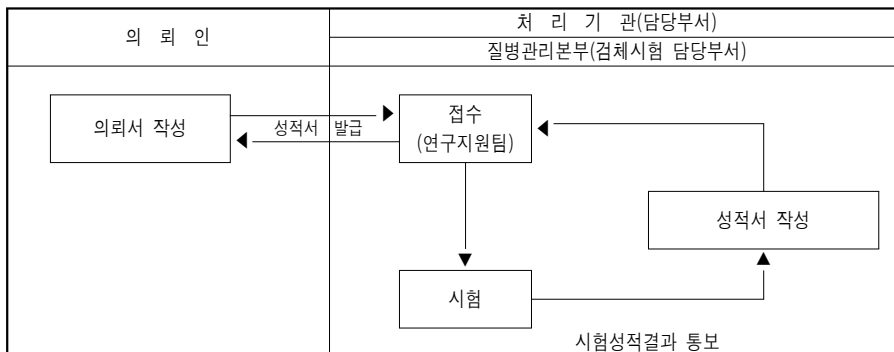 의 뢰 인
처 리 기 관(담당부서)
질병관리본부(검체시험 담당부서)
의뢰서 작성
성적서 발급
접수
(연구지원팀)
성적서 작성
시험
시험성적결과 통보